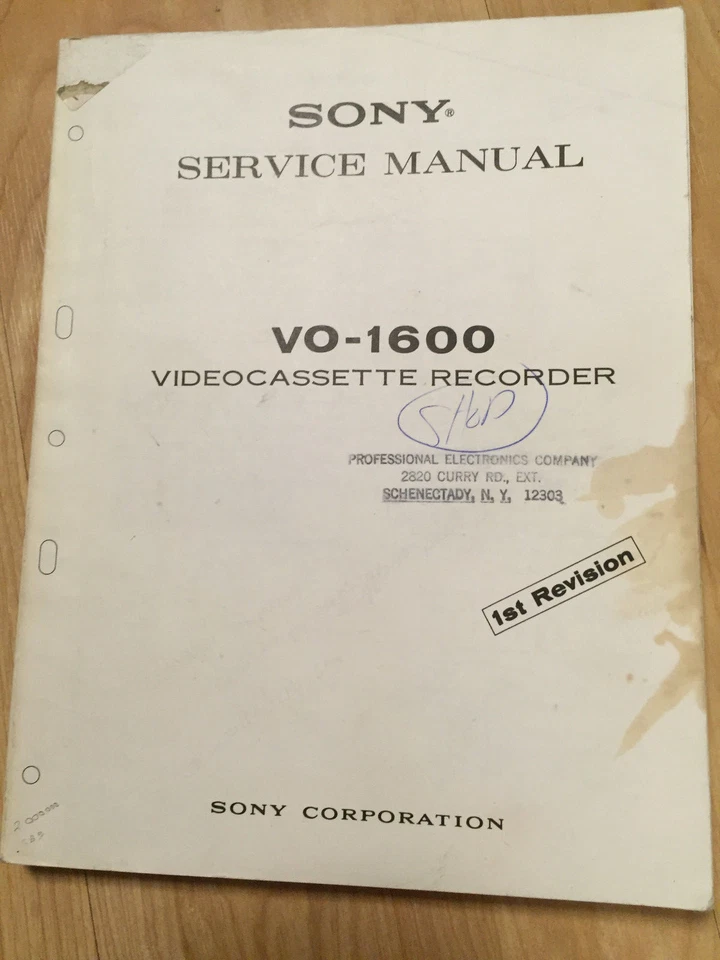 SONY®
SERVICE MANUAL
VO-1600
VIDEOCASSETTE RECORDER
SHOP
PROFESSIONAL ELECTRONICS COMPANY
2820 CURRY RD., EXT.
SCHENECTADY, N. Y. 12303
1st Revision
SONY CORPORATION